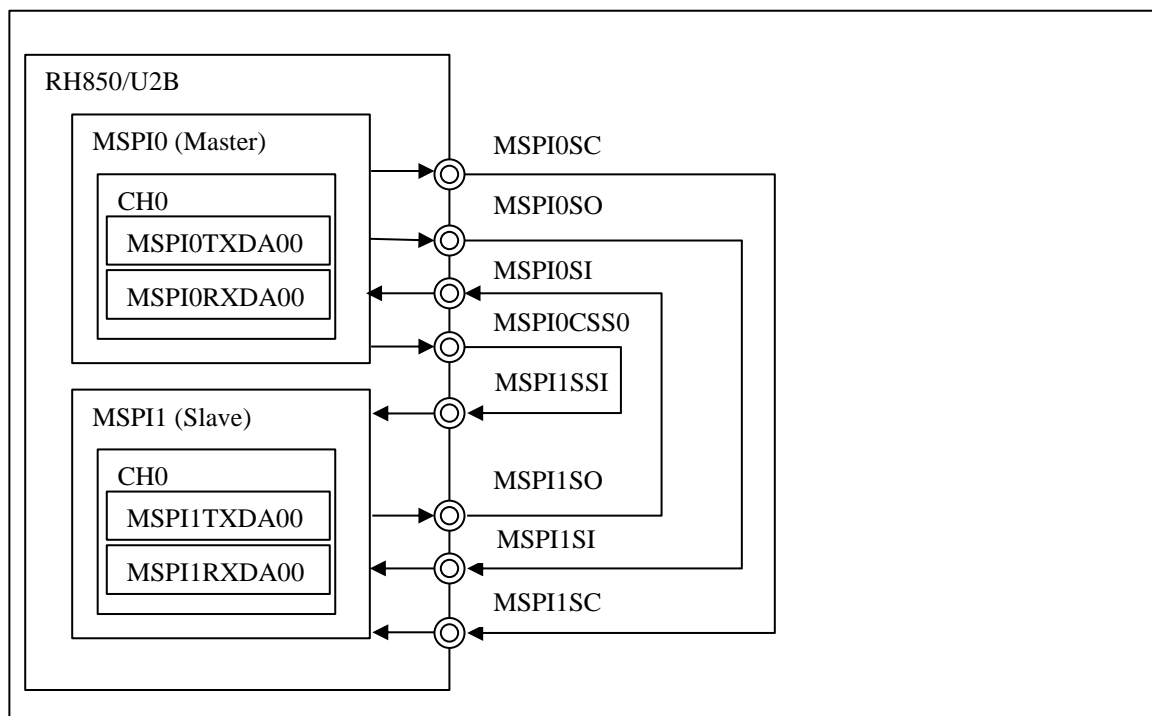 RH850/U2B
MSPI0 (Master)
CH0
MSPI0TXDA00
MSPI0RXDA00
MSPI0SC
MSPI0SO
MSPI0SI
MSPI0CSS0
MSPI1SSI
MSPI1 (Slave)
CH0
MSPI1TXDA00
MSPI1RXDA00
MSPI1SO
MSPI1SI
MSPI1SC